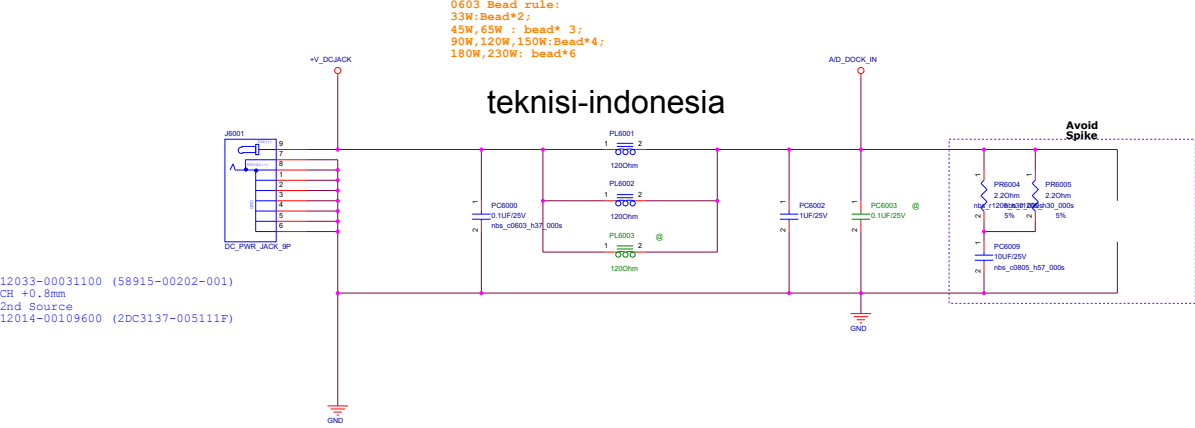 0603 Bead rule:
33W:Bead*2;
45W,65W : bead* 3;
90W,120W,150W:Bead*4;
180W,230W: bead*6
+V_DCJACK
A/D_DOCK_IN
teknisi-indonesia
Avoid
Spike
J6001
9
7
8
1
2
3
4
5
6
GND
DC_PWR_JACK_9P
PL6001
1
2
120Ohm
PL6002
1
2
120Ohm
PL6003
@
1
2
120Ohm
1
PC6000
0.1UF/25V
nbs_c0603_h37_000s
2
1
PC6002
1UF/25V
2
1
PC6003
@
0.1UF/25V
2
1
PR6004
2.2Ohm
5%
2
1
PR6005
2.2Ohm
5%
2
1
PC6009
10UF/25V
nbs_c0805_h57_000s
2
12033-00031100 (58915-00202-001)
CH +0.8mm
2nd Source
12014-00109600 (2DC3137-005111F)
GND
GND